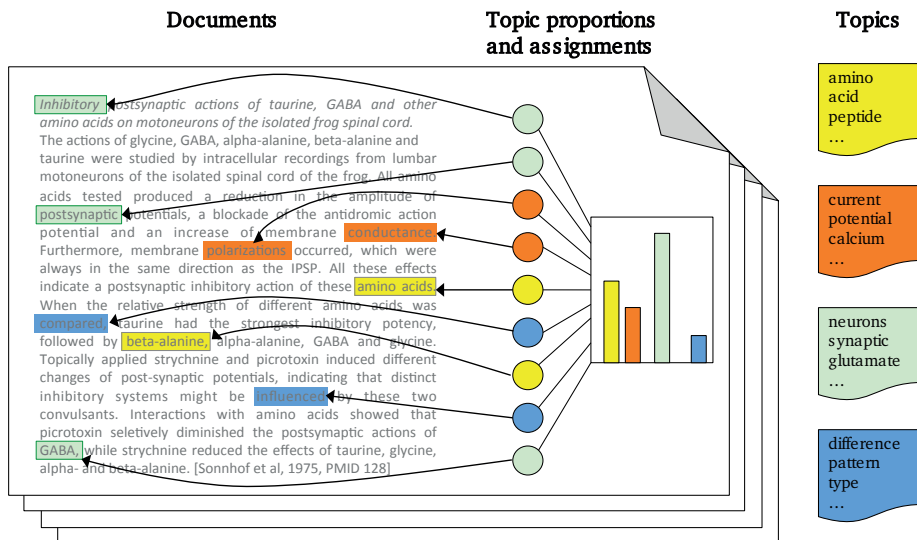 Documents
Topic proportions
and assignments
Topics
Inhibitory postsynaptic actions of taurine, GABA and other
amino acids on motoneurons of the isolated frog spinal cord.
The actions of glycine, GABA, alpha-alanine, beta-alanine and
taurine were studied by intracellular recordings from lumbar
motoneurons of the isolated spinal cord of the frog. All amino
acids tested produced a reduction in the amplitude of
postsynaptic potentials, a blockade of the antidromic action
potential and an increase of membrane conductance.
Furthermore, membrane polarizations occurred, which were
always in the same direction as the IPSP. All these effects
indicate a postsynaptic inhibitory action of these amino acids.
When the relative strength of different amino acids was
compared, taurine had the strongest inhibitory potency,
followed by beta-alanine, alpha-alanine, GABA and glycine.
Topically applied strychnine and picrotoxin induced different
changes of post-synaptic potentials, indicating that distinct
inhibitory systems might be influenced by these two
convulsants. Interactions with amino acids showed that
picrotoxin seletively diminished the postsymaptic actions of
GABA, while strychnine reduced the effects of taurine, glycine,
alpha- and beta-alanine. [Sonnhof et al, 1975, PMID 128]
amino
acid
peptide
...
current
potential
calcium
...
neurons
synaptic
glutamate
...
difference
pattern
type
...